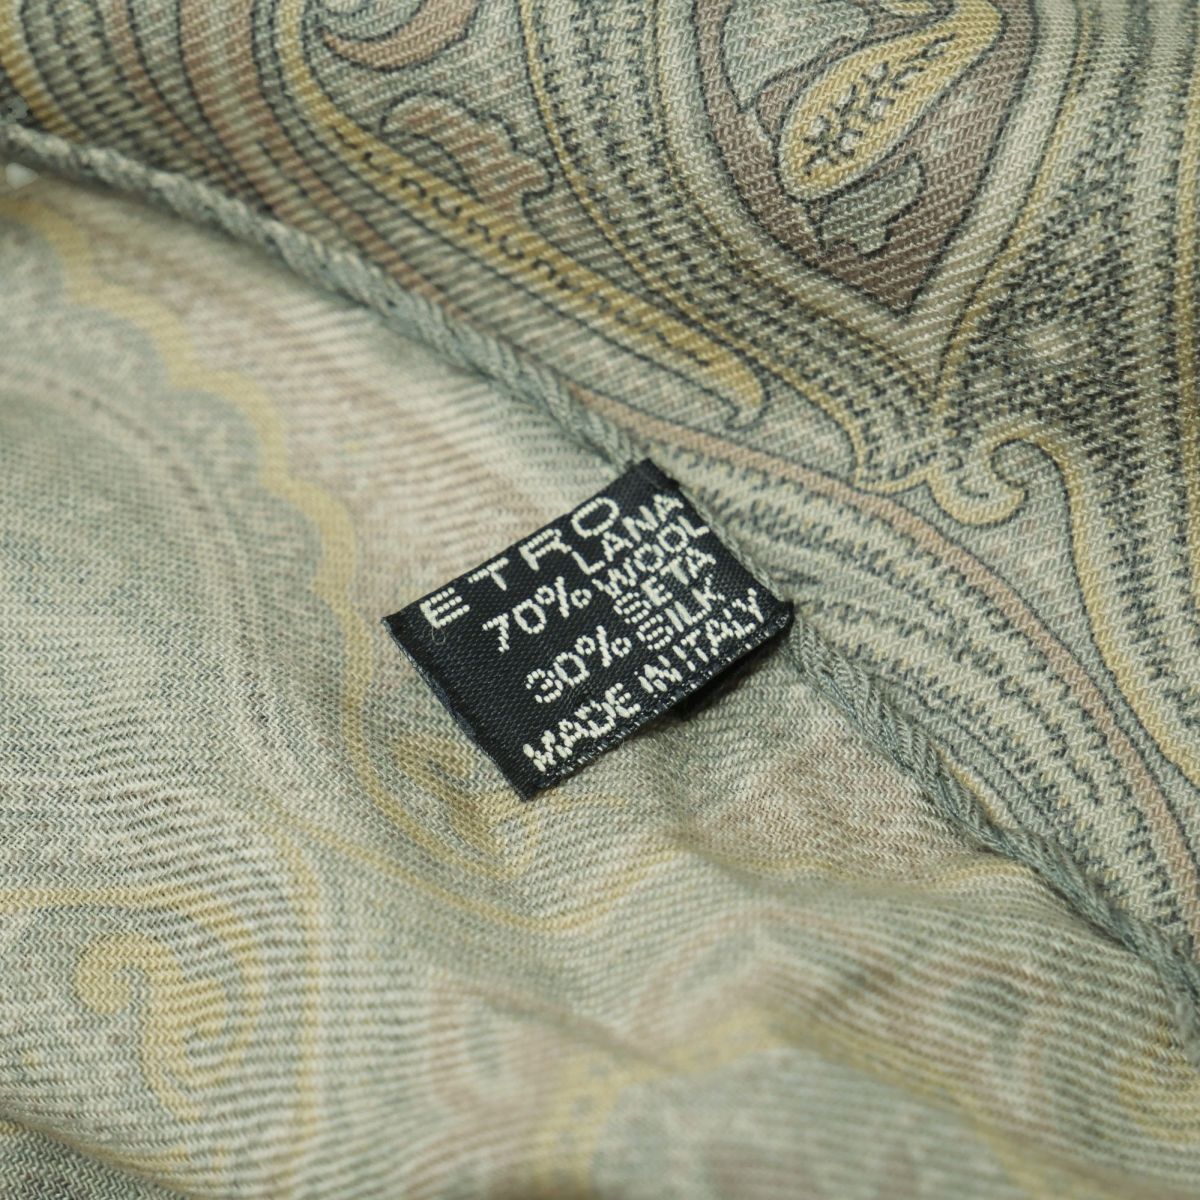 ETRO
70% LANA
WOOL
30% SETA
SILK
MADE IN ITALY